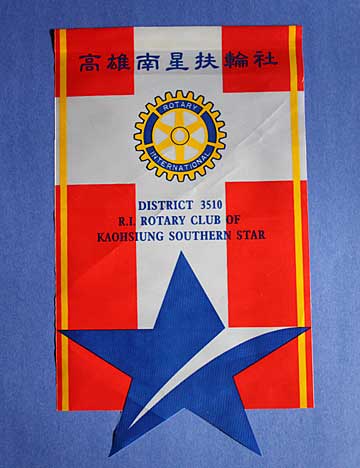 高雄南星扶輪社
ROTARY
INTERNATIONAL
DISTRICT 3510
R.I. ROTARY CLUB OF
KAOHSIUNG SOUTHERN STAR